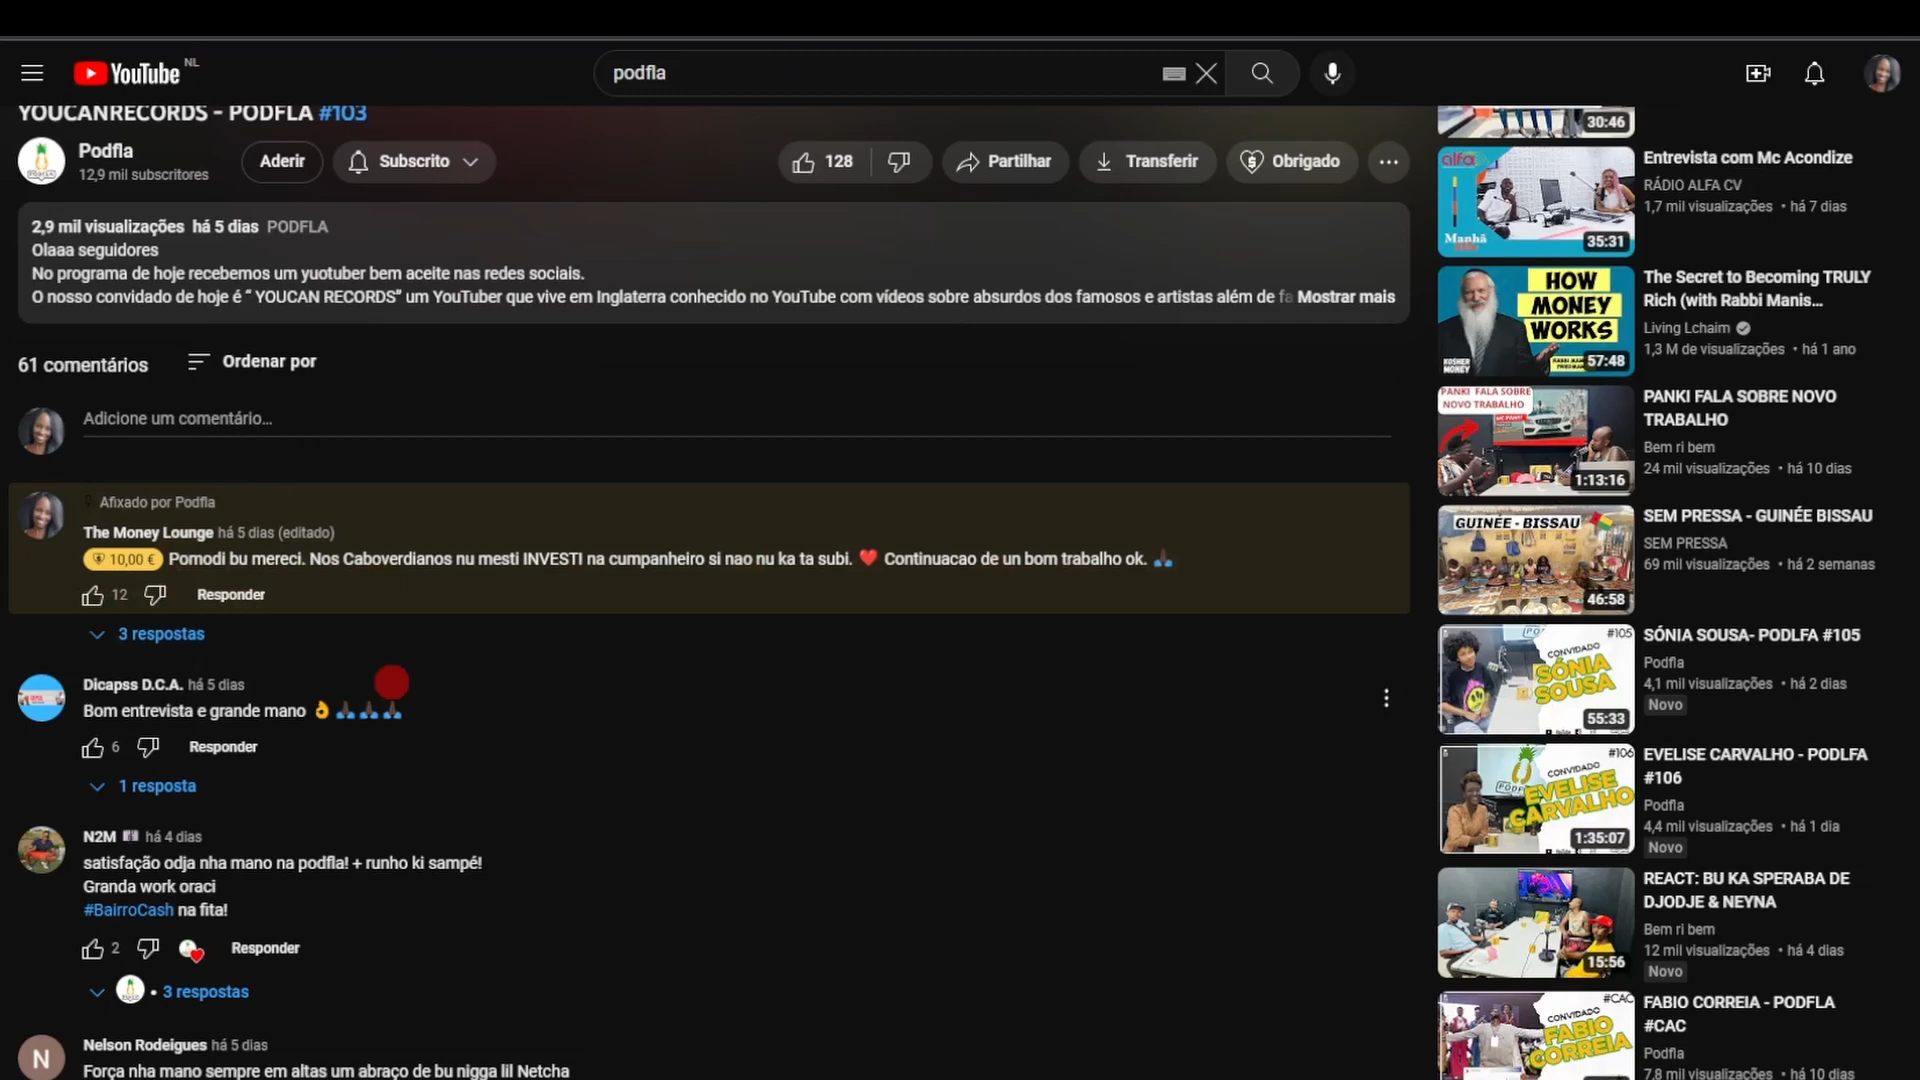 YouTube NL
podfla
YOUCANRECORDS - PODFLA #103
Podfla
12,9 mil subscritores
Aderir
Subscrito
128
Partilhar
Transferir
Obrigado
2,9 mil visualizações há 5 dias PODFLA
Olaaa seguidores
No programa de hoje recebemos um yuotuber bem aceite nas redes sociais.
O nosso convidado de hoje é “ YOUCAN RECORDS” um YouTuber que vive em Inglaterra conhecido no YouTube com vídeos sobre absurdos dos famosos e artistas além de fa Mostrar mais
61 comentários
Ordenar por
Adicione um comentário...
Afixado por Podfla
The Money Lounge há 5 dias (editado)
10,00 € Pomodi bu mereci. Nos Caboverdianos nu mesti INVESTI na cumpanheiro si nao nu ka ta subi. ❤️ Continuacao de un bom trabalho ok. 🙏🏿
12
Responder
3 respostas
Dicapss D.C.A. há 5 dias
Bom entrevista e grande mano 👌🙏🏿🙏🏿🙏🏿
6
Responder
1 resposta
N2M há 4 dias
satisfação odja nha mano na podfla! + runho ki sampé!
Granda work oraci
#BairroCash na fita!
2
Responder
• 3 respostas
N
Nelson Rodeigues há 5 dias
Força nha mano sempre em altas um abraço de bu nigga lil Netcha
30:46
alfa
Manhã
35:31
Entrevista com Mc Acondize
RÁDIO ALFA CV
1,7 mil visualizações • há 7 dias
HOW
MONEY
WORKS
KOSHER
MONEY
57:48
The Secret to Becoming TRULY
Rich (with Rabbi Manis...
Living Lchaim
1,3 M de visualizações • há 1 ano
PANKI FALA SOBRE
NOVO TRABALHO
1:13:16
PANKI FALA SOBRE NOVO
TRABALHO
Bem ri bem
24 mil visualizações • há 10 dias
GUINÉE - BISSAU
46:58
SEM PRESSA - GUINÉE BISSAU
SEM PRESSA
69 mil visualizações • há 2 semanas
#105
CONVIDADO
SÓNIA
SOUSA
55:33
SÓNIA SOUSA- PODLFA #105
Podfla
4,1 mil visualizações • há 2 dias
Novo
#106
CONVIDADO
EVELISE
CARVALHO
1:35:07
EVELISE CARVALHO - PODLFA
#106
Podfla
4,4 mil visualizações • há 1 dia
Novo
15:56
REACT: BU KA SPERABA DE
DJODJE & NEYNA
Bem ri bem
12 mil visualizações • há 4 dias
Novo
#CAC
CONVIDADO
FABIO
CORREIA
FABIO CORREIA - PODFLA
#CAC
Podfla
7,8 mil visualizações • há 10 dias